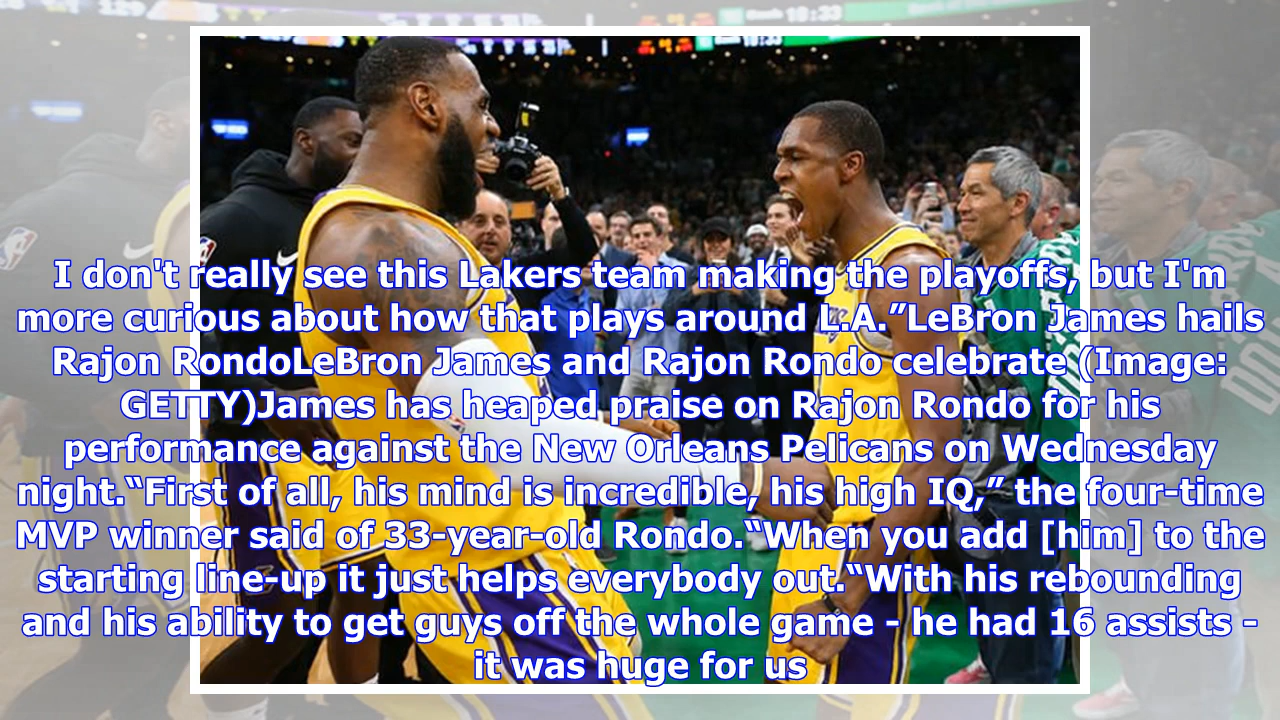 I don't really see this Lakers team making the playoffs, but I'm
more curious about how that plays around L.A.”LeBron James hails
Rajon RondoLeBron James and Rajon Rondo celebrate (Image:
GETTY)James has heaped praise on Rajon Rondo for his
performance against the New Orleans Pelicans on Wednesday
night.“First of all, his mind is incredible, his high IQ,” the four-time
MVP winner said of 33-year-old Rondo.“When you add [him] to the
starting line-up it just helps everybody out.“With his rebounding
and his ability to get guys off the whole game - he had 16 assists -
it was huge for us